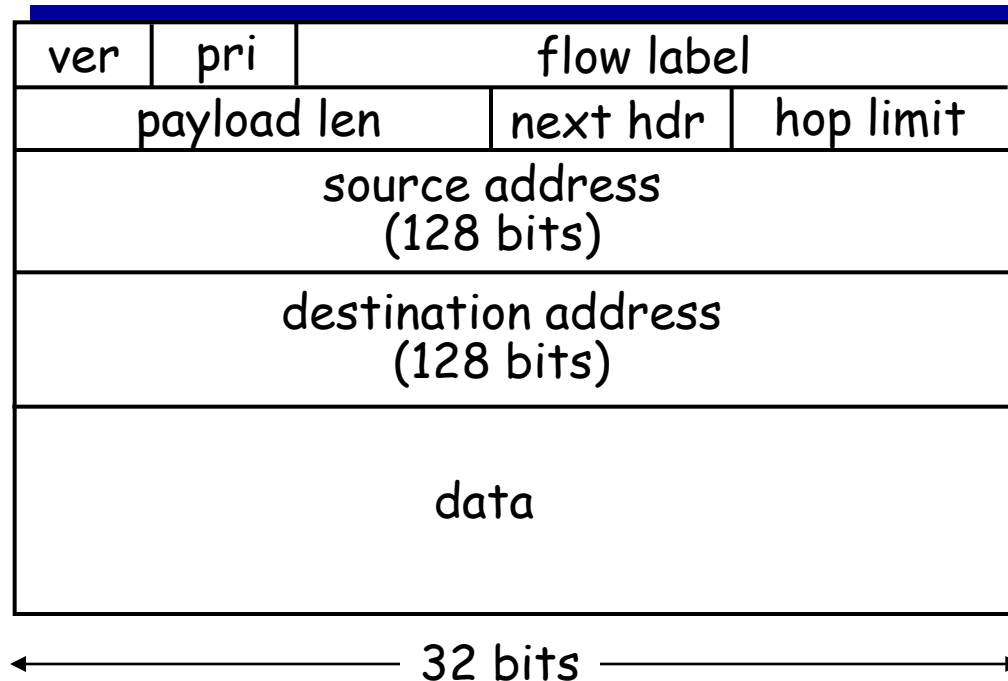 ver pri flow label
payload len next hdr hop limit
source address
(128 bits)
destination address
(128 bits)
data
32 bits